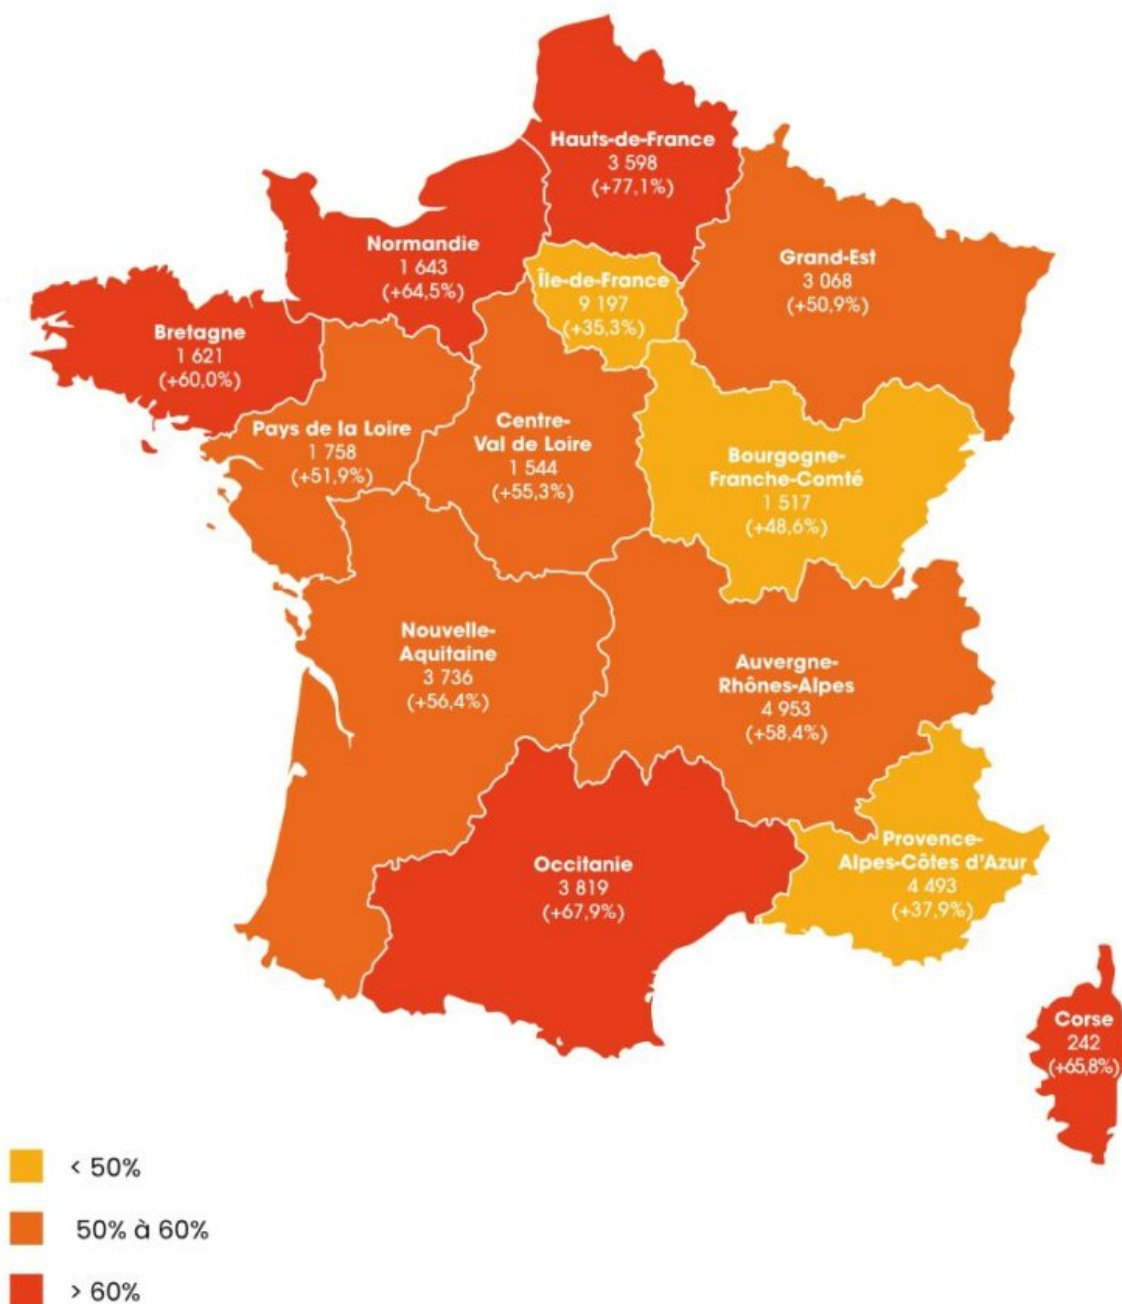 Hauts-de-France
3 598
(+77,1%)
Normandie
1 643
(+64,5%)
Île-de-France
9 197
(+35,3%)
Grand-Est
3 068
(+50,9%)
Bretagne
1 621
(+60,0%)
Pays de la Loire
1 758
(+51,9%)
Centre-
Val de Loire
1 544
(+55,3%)
Bourgogne-
Franche-Comté
1 517
(+48,6%)
Nouvelle-
Aquitaine
3 736
(+56,4%)
Auvergne-
Rhônes-Alpes
4 953
(+58,4%)
Occitanie
3 819
(+67,9%)
Provence-
Alpes-Côtes d'Azur
4 493
(+37,9%)
Corse
242
(+65,8%)
< 50%
50% à 60%
> 60%